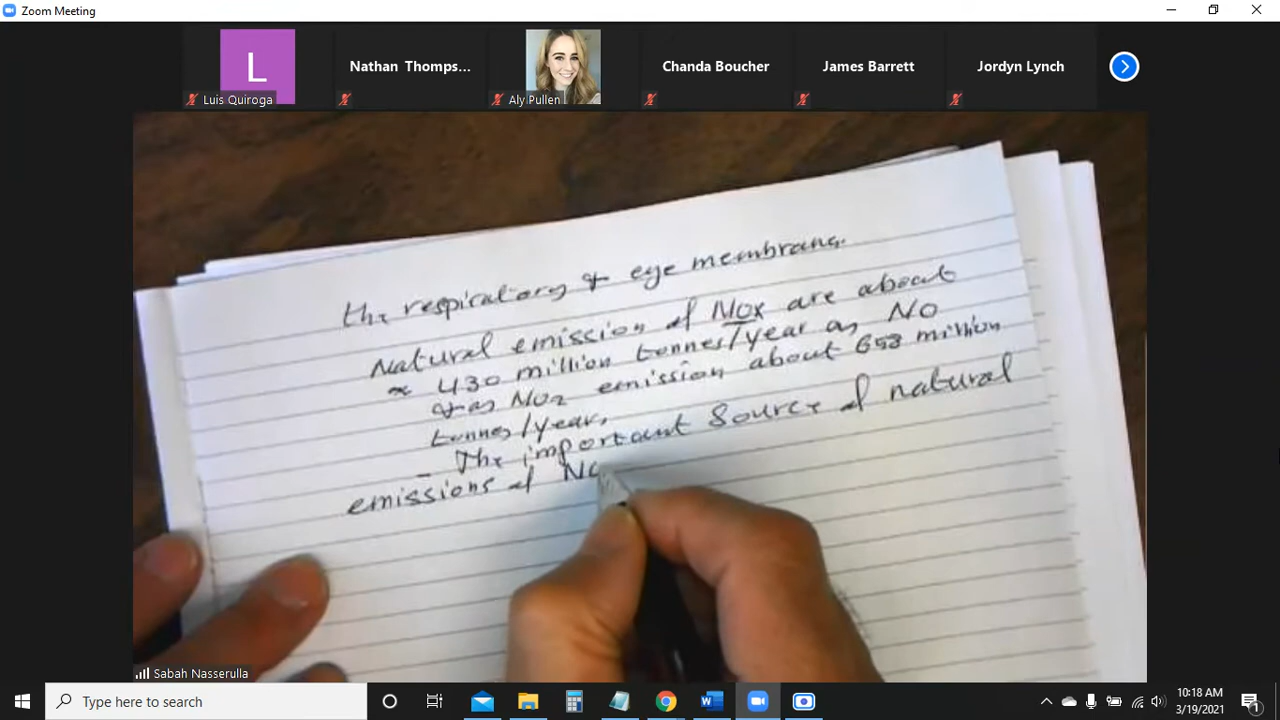 Zoom Meeting
L
Luis Quiroga
Nathan Thomps...
Aly Pullen
Chanda Boucher
James Barrett
Jordyn Lynch
the respiratory & eye membrane.
Natural emission of NOx are about
≈ 430 million tonnes/year as NO
& as NO2 emission about 658 million
tonnes/year.
- The important source of natural
emissions of NO
Sabah Nasserulla
Type here to search
10:18 AM
3/19/2021
1